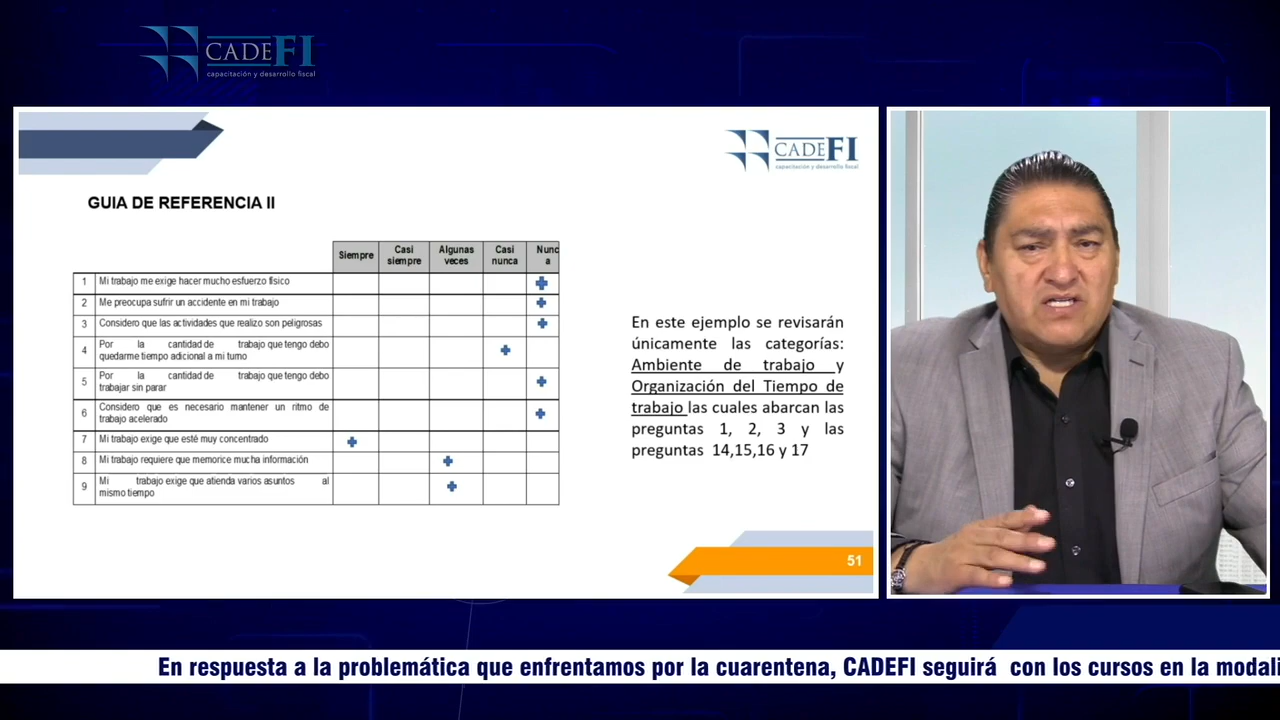 CADEFI
capacitación y desarrollo fiscal
CADEFI
capacitación y desarrollo fiscal
GUIA DE REFERENCIA II
Siempre
Casi siempre
Algunas veces
Casi nunca
Nunc a
1 Mi trabajo me exige hacer mucho esfuerzo físico
2 Me preocupa sufrir un accidente en mi trabajo
3 Considero que las actividades que realizo son peligrosas
4 Por la cantidad de trabajo que tengo debo
quedarme tiempo adicional a mi turno
5 Por la cantidad de trabajo que tengo debo
trabajar sin parar
6 Considero que es necesario mantener un ritmo de
trabajo acelerado
7 Mi trabajo exige que esté muy concentrado
8 Mi trabajo requiere que memorice mucha información
9 Mi trabajo exige que atienda varios asuntos al
mismo tiempo
En este ejemplo se revisarán
únicamente las categorías:
Ambiente de trabajo y
Organización del Tiempo de
trabajo las cuales abarcan las
preguntas 1, 2, 3 y las
preguntas 14,15,16 y 17
51
En respuesta a la problemática que enfrentamos por la cuarentena, CADEFI seguirá con los cursos en la modali